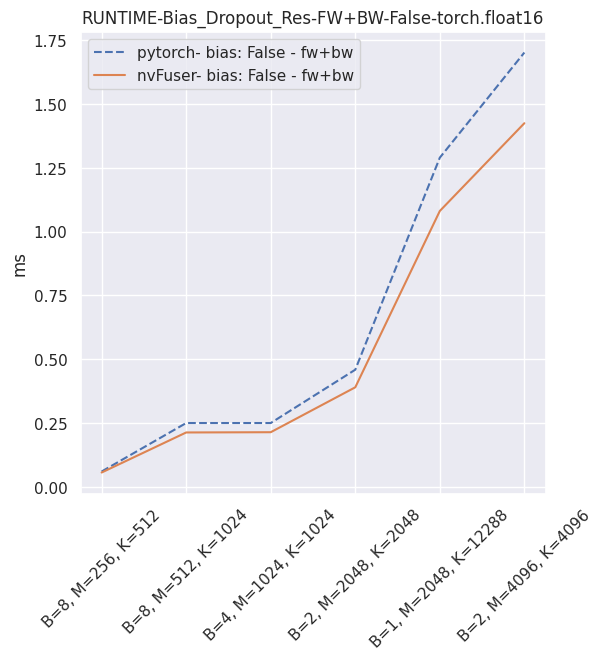 RUNTIME-Bias_Dropout_Res-FW+BW-False-torch.float16
pytorch- bias: False - fw+bw
nvFuser- bias: False - fw+bw
ms
1.75
1.50
1.25
1.00
0.75
0.50
0.25
0.00
B=8, M=256, K=512
B=8, M=512, K=1024
B=4, M=1024, K=1024
B=2, M=2048, K=2048
B=1, M=2048, K=12288
B=2, M=4096, K=4096